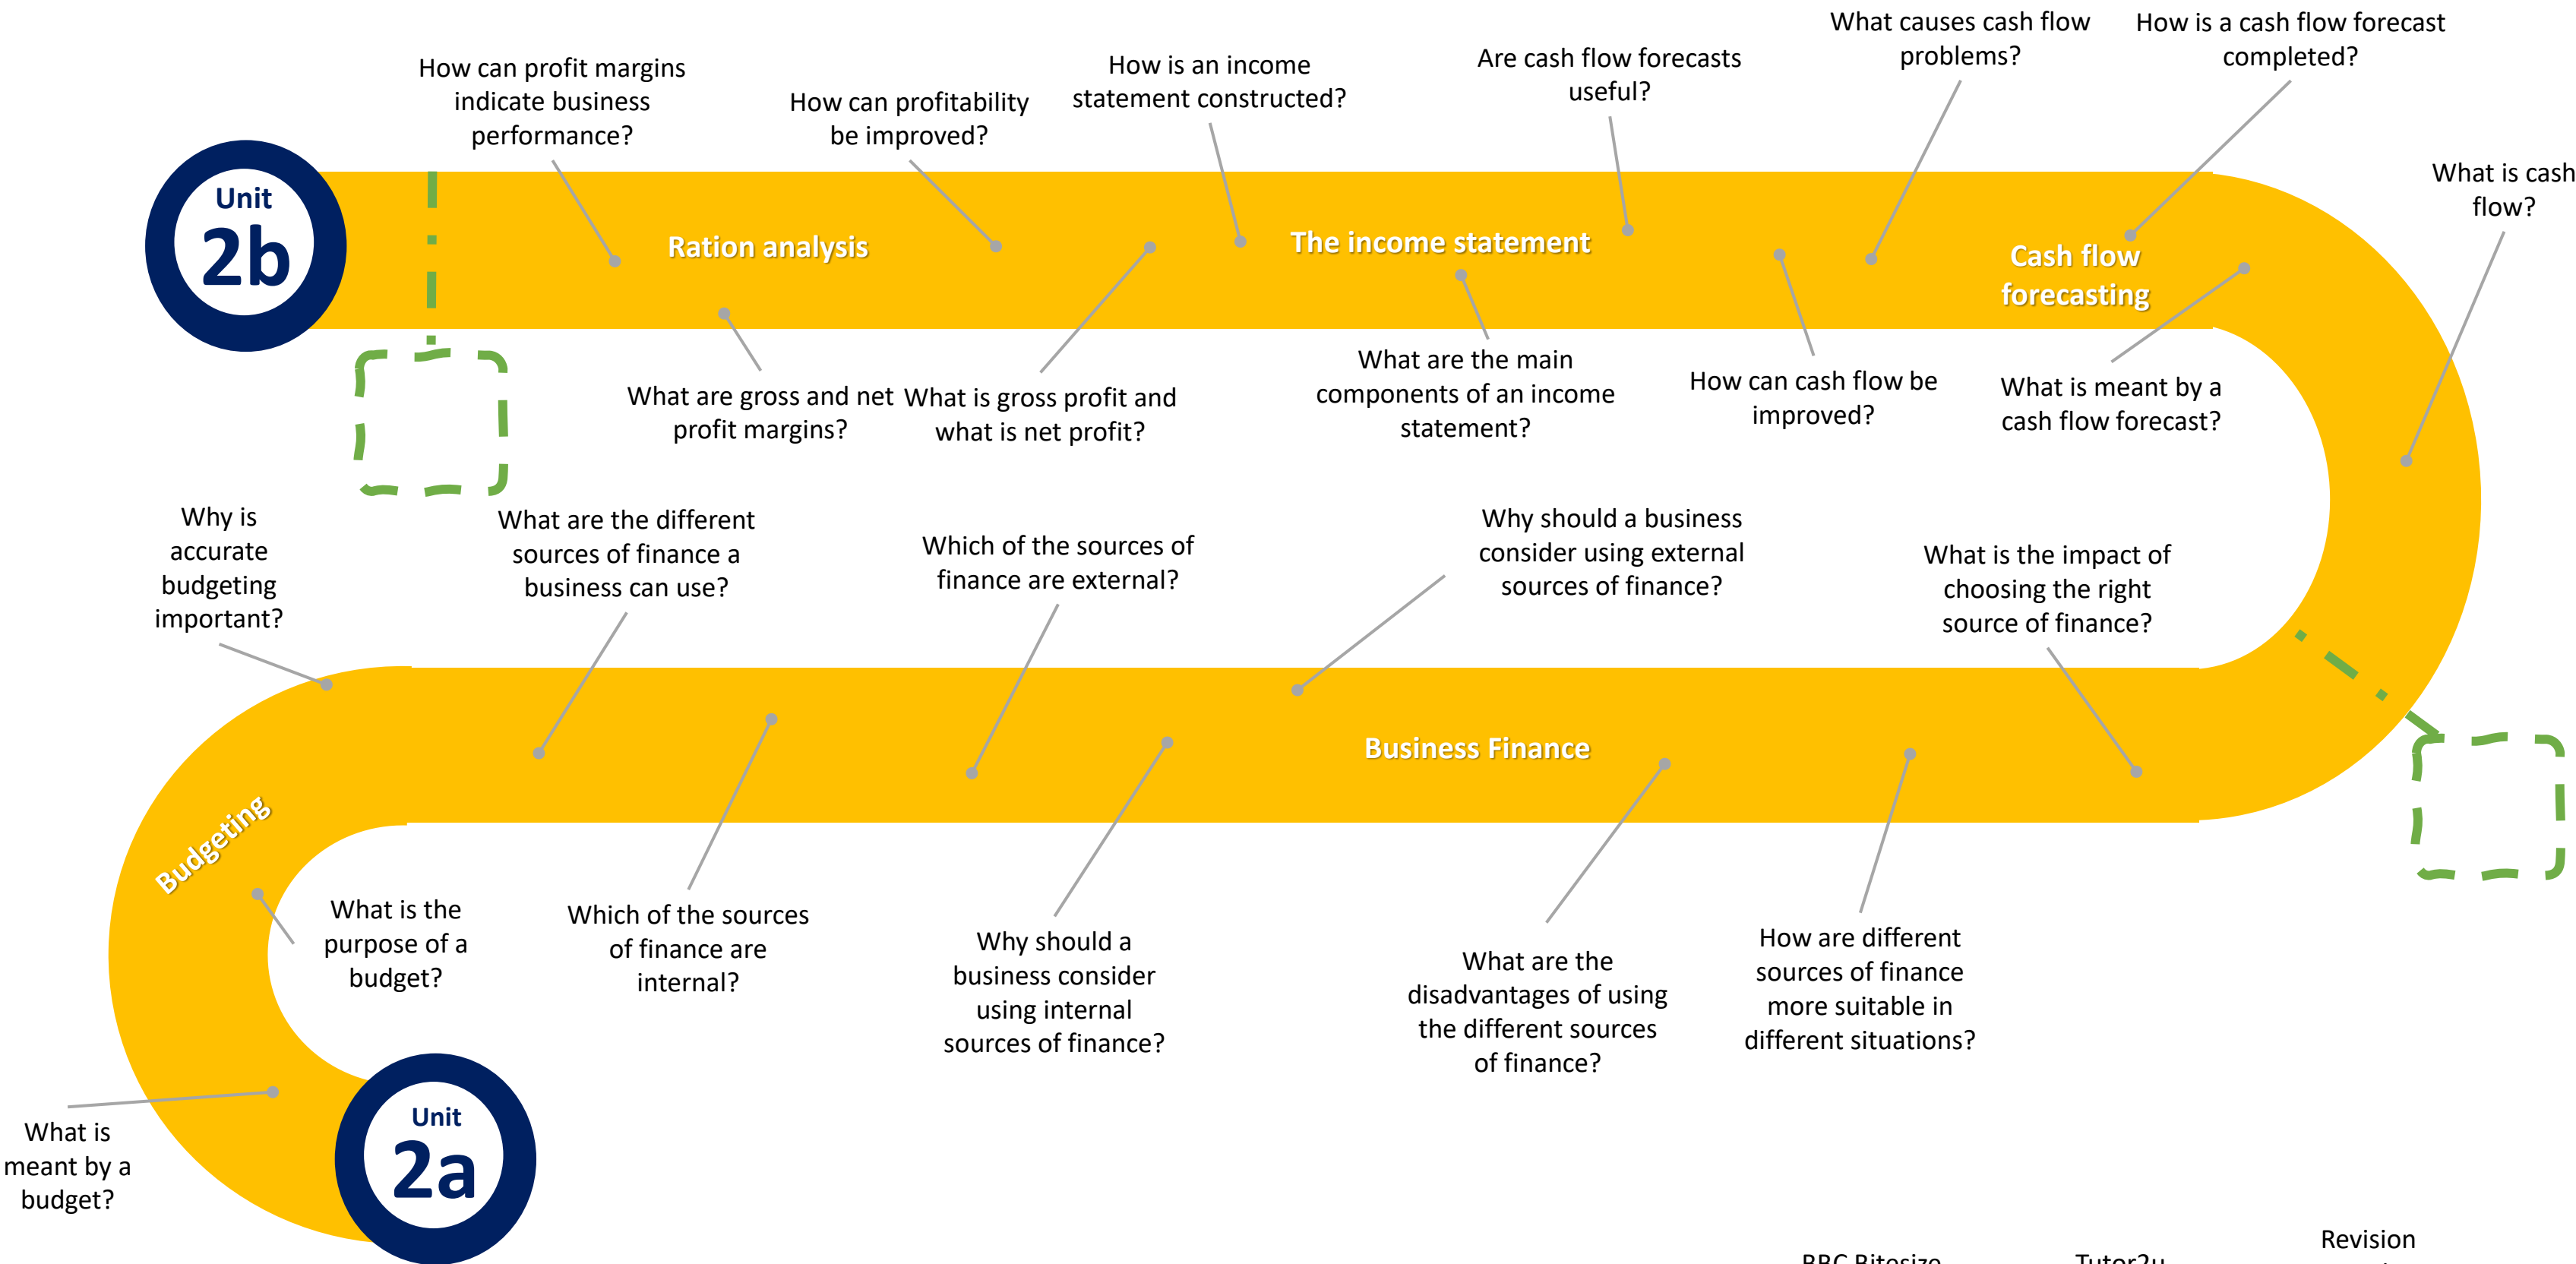 How can profit margins
indicate business
performance?
How can profitability
be improved?
How is an income
statement constructed?
Are cash flow forecasts
useful?
What causes cash flow
problems?
How is a cash flow forecast
completed?
What is cash
flow?
Unit
2b
Ration analysis
The income statement
Cash flow
forecasting
What are gross and net
profit margins?
What is gross profit and
what is net profit?
What are the main
components of an income
statement?
How can cash flow be
improved?
What is meant by a
cash flow forecast?
Why is
accurate
budgeting
important?
What are the different
sources of finance a
business can use?
Which of the sources of
finance are external?
Why should a business
consider using external
sources of finance?
What is the impact of
choosing the right
source of finance?
Business Finance
Budgeting
What is the
purpose of a
budget?
Which of the sources
of finance are
internal?
Why should a
business consider
using internal
sources of finance?
What are the
disadvantages of using
the different sources
of finance?
How are different
sources of finance
more suitable in
different situations?
What is
meant by a
budget?
Unit
2a
BBC Bitesize
Tutor2u
Revision